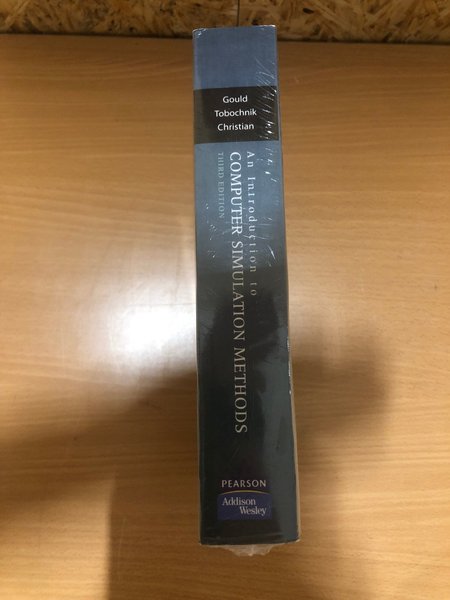 Gould
Tobochnik
Christian
An Introduction to
COMPUTER SIMULATION METHODS
THIRD EDITION
PEARSON
Addison
Wesley